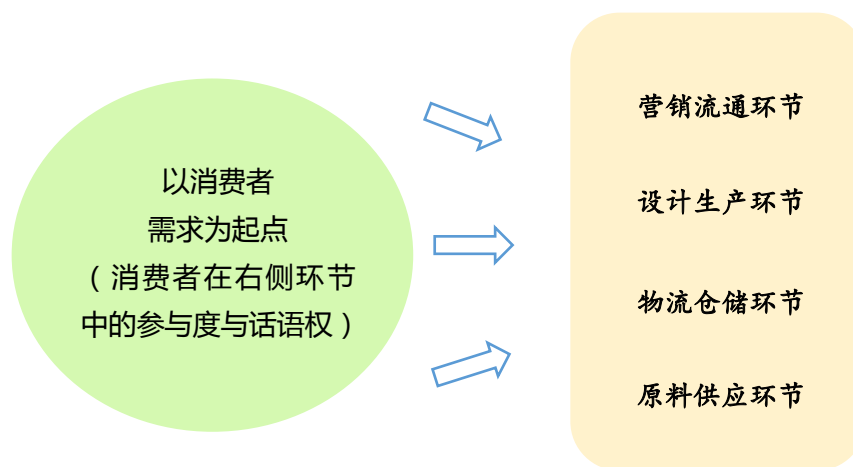 以消费者
需求为起点
（消费者在右侧环节
中的参与度与话语权）
营销流通环节
设计生产环节
物流仓储环节
原料供应环节